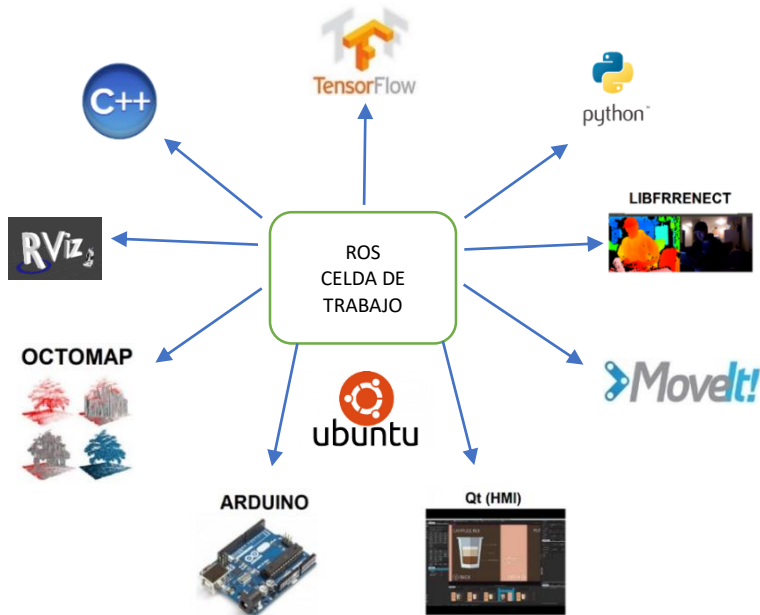 TensorFlow
C++
python
LIBFRRENECT
RViz
ROS
CELDA DE
TRABAJO
OCTOMAP
MoveIt!
ubuntu
ARDUINO
Qt (HMI)